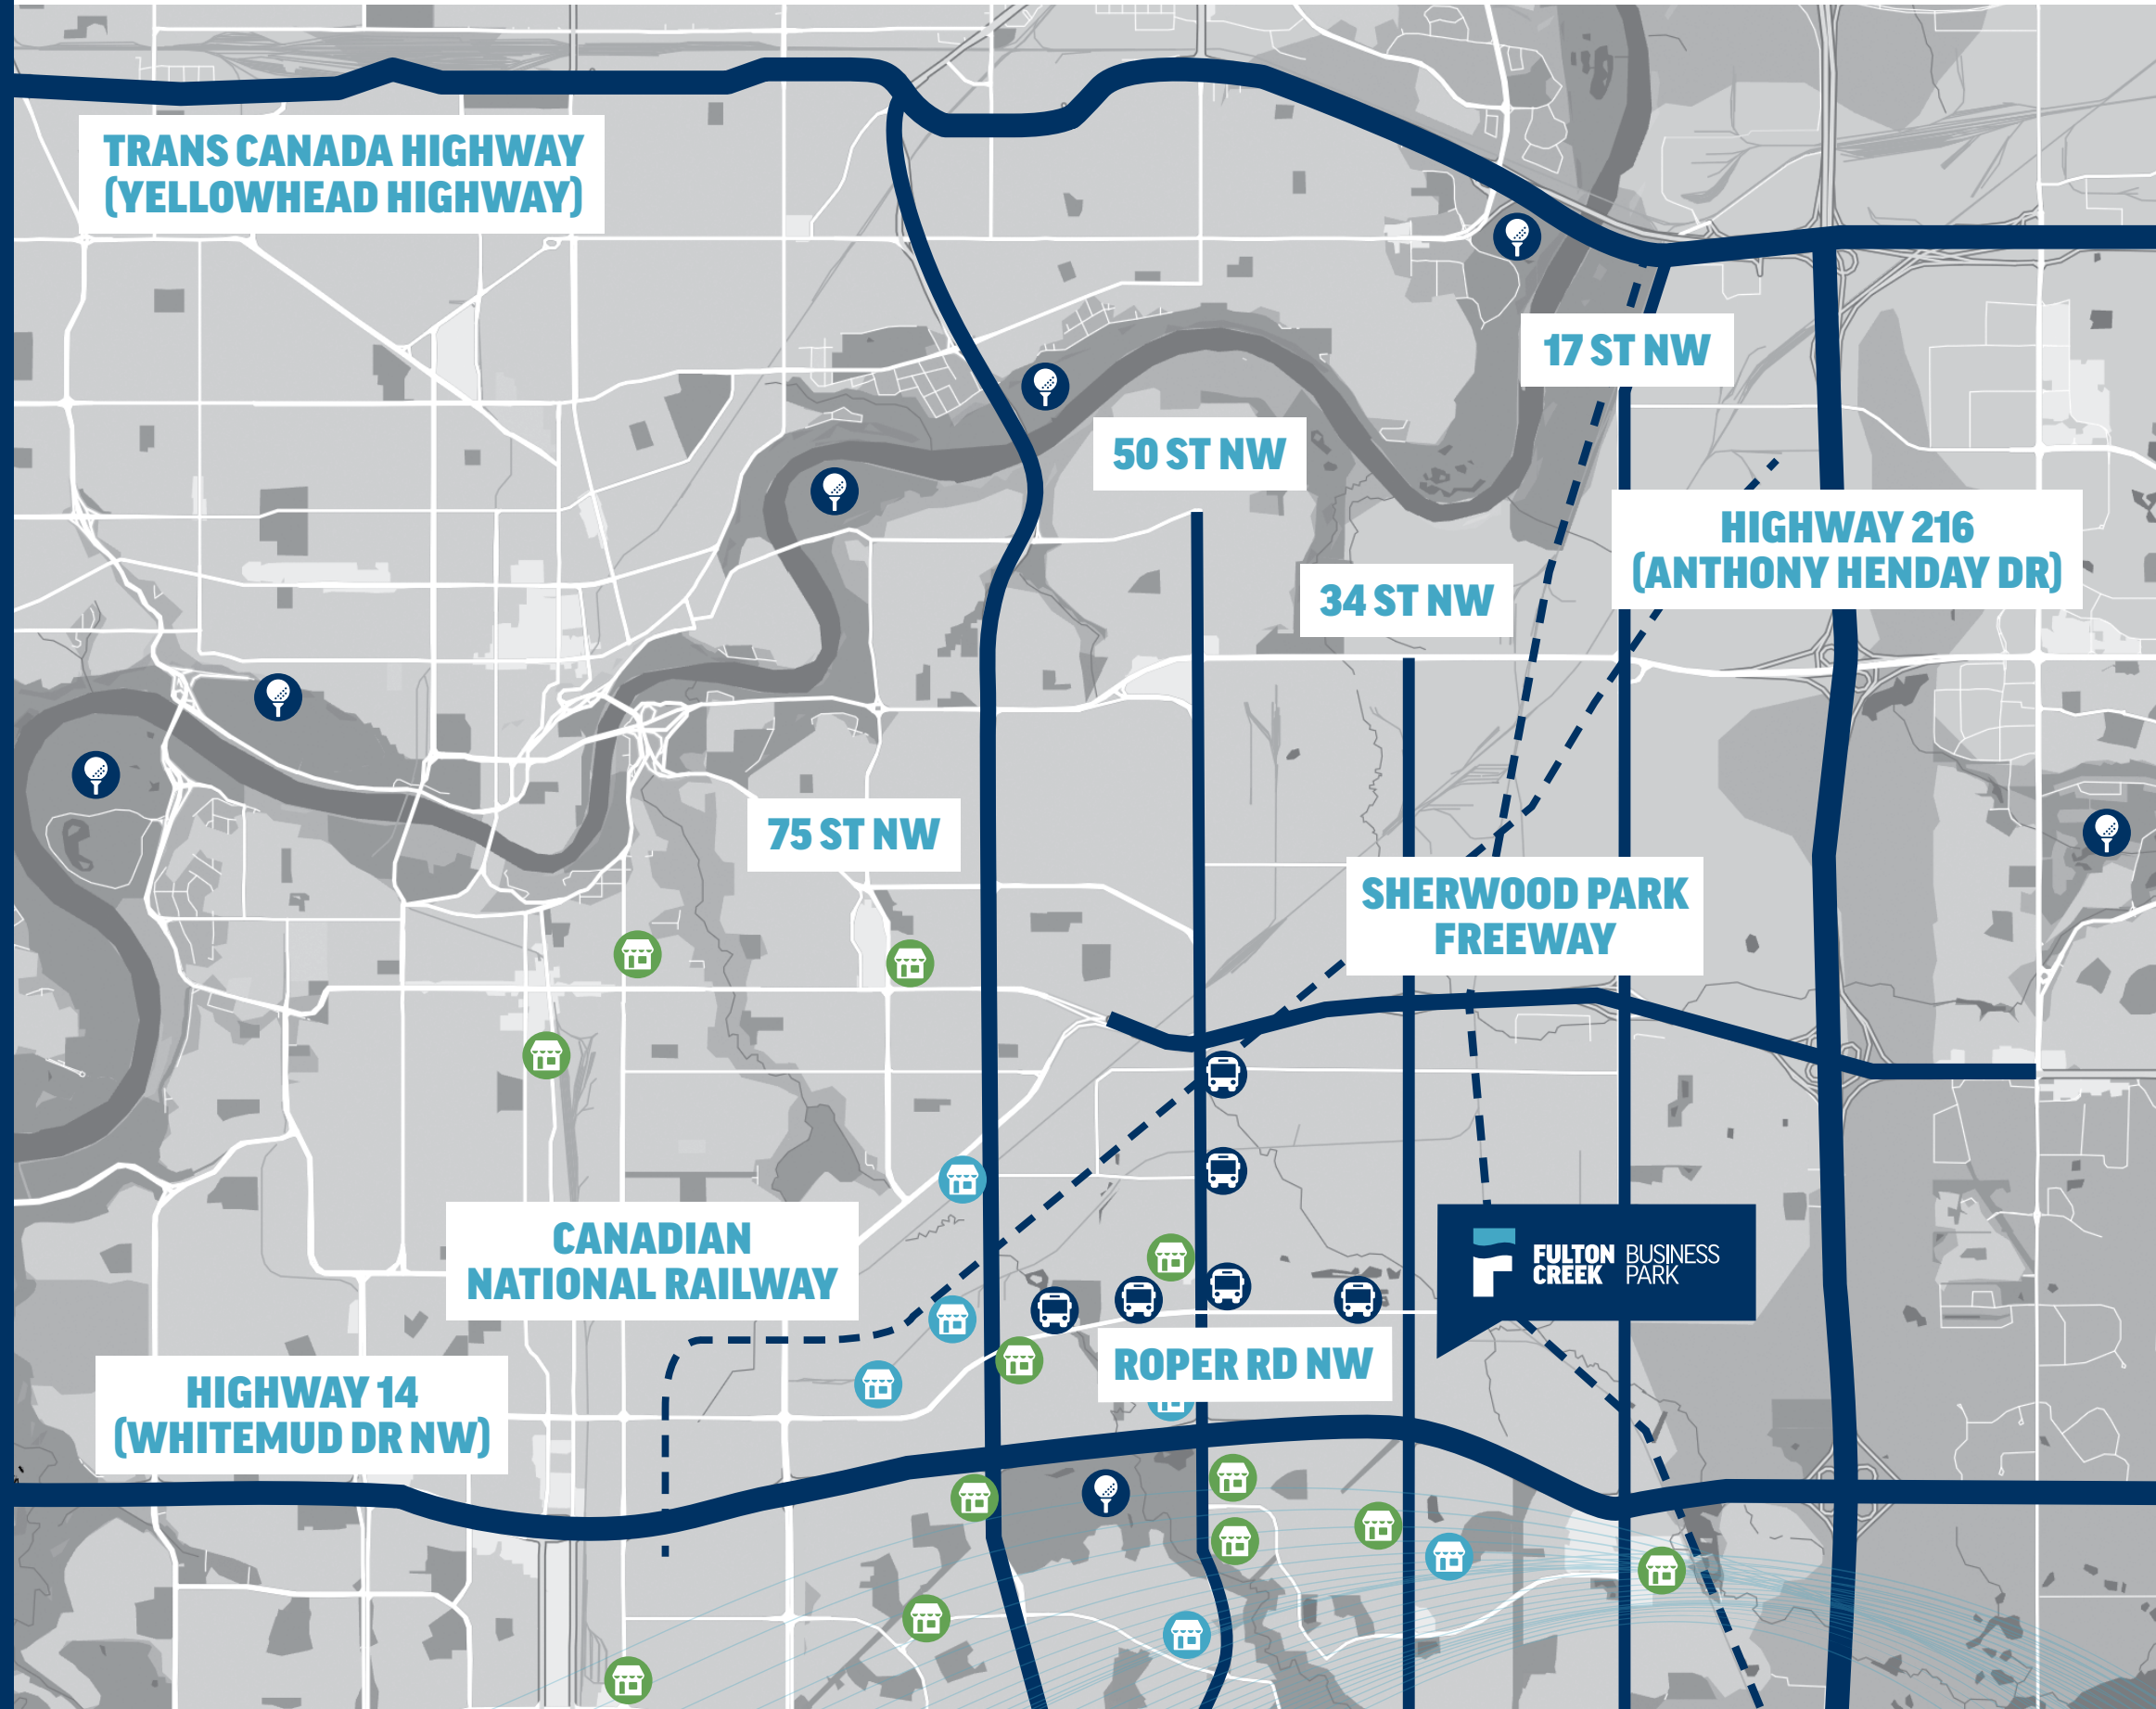 TRANS CANADA HIGHWAY
(YELLOWHEAD HIGHWAY)
17 ST NW
50 ST NW
HIGHWAY 216
(ANTHONY HENDAY DR)
34 ST NW
75 ST NW
SHERWOOD PARK
FREEWAY
CANADIAN
NATIONAL RAILWAY
FULTON CREEK
BUSINESS PARK
ROPER RD NW
HIGHWAY 14
(WHITEMUD DR NW)